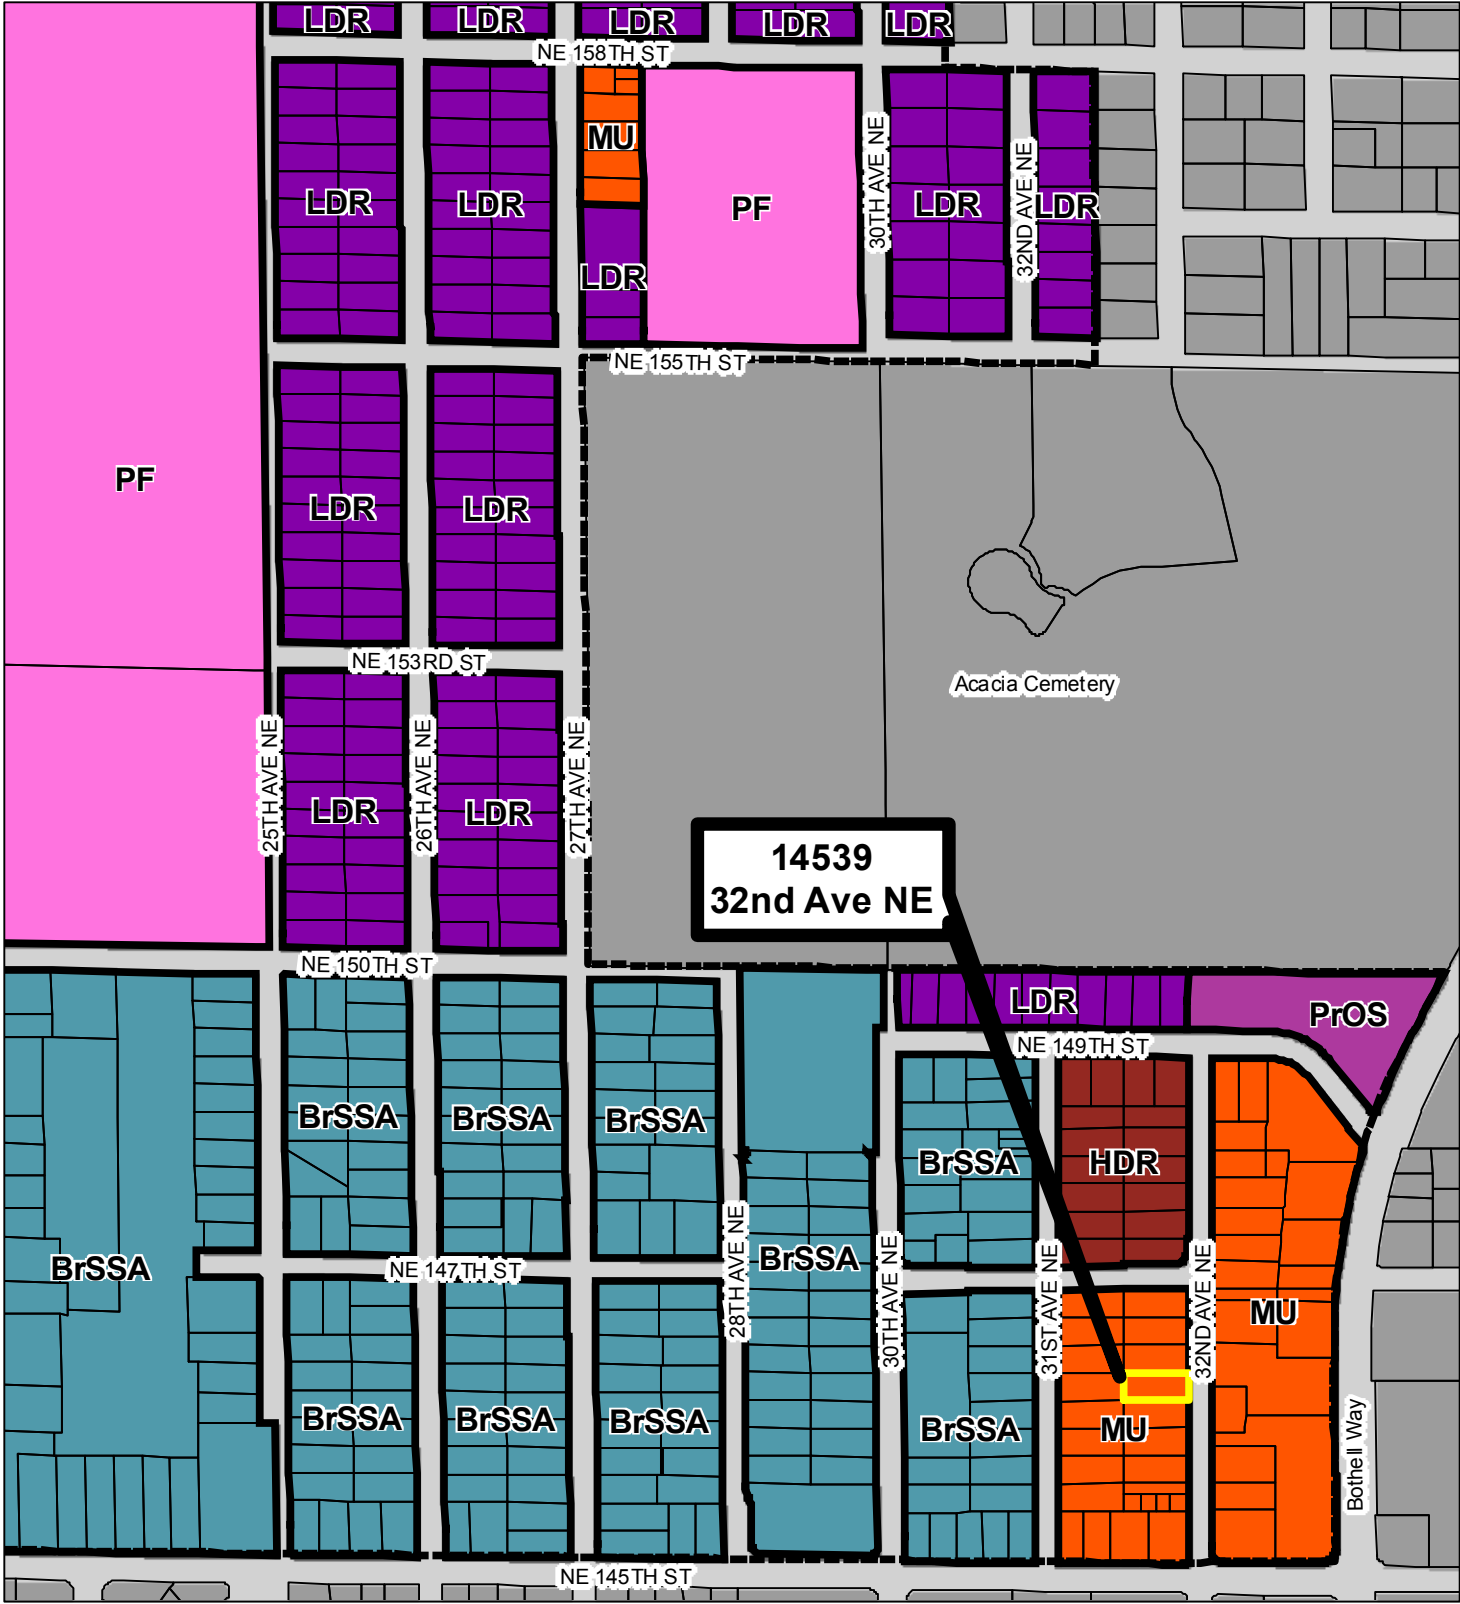 LDR
LDR
LDR
LDR
LDR
NE 158TH ST
MU
30TH AVE NE
32ND AVE NE
LDR
LDR
PF
LDR
LDR
LDR
NE 155TH ST
PF
LDR
LDR
NE 153RD ST
Acacia Cemetery
25TH AVE NE
26TH AVE NE
27TH AVE NE
LDR
LDR
14539
32nd Ave NE
NE 150TH ST
LDR
PrOS
NE 149TH ST
BrSSA
BrSSA
BrSSA
BrSSA
HDR
BrSSA
NE 147TH ST
28TH AVE NE
BrSSA
30TH AVE NE
31ST AVE NE
32ND AVE NE
MU
BrSSA
BrSSA
BrSSA
BrSSA
MU
Bothell Way
NE 145TH ST